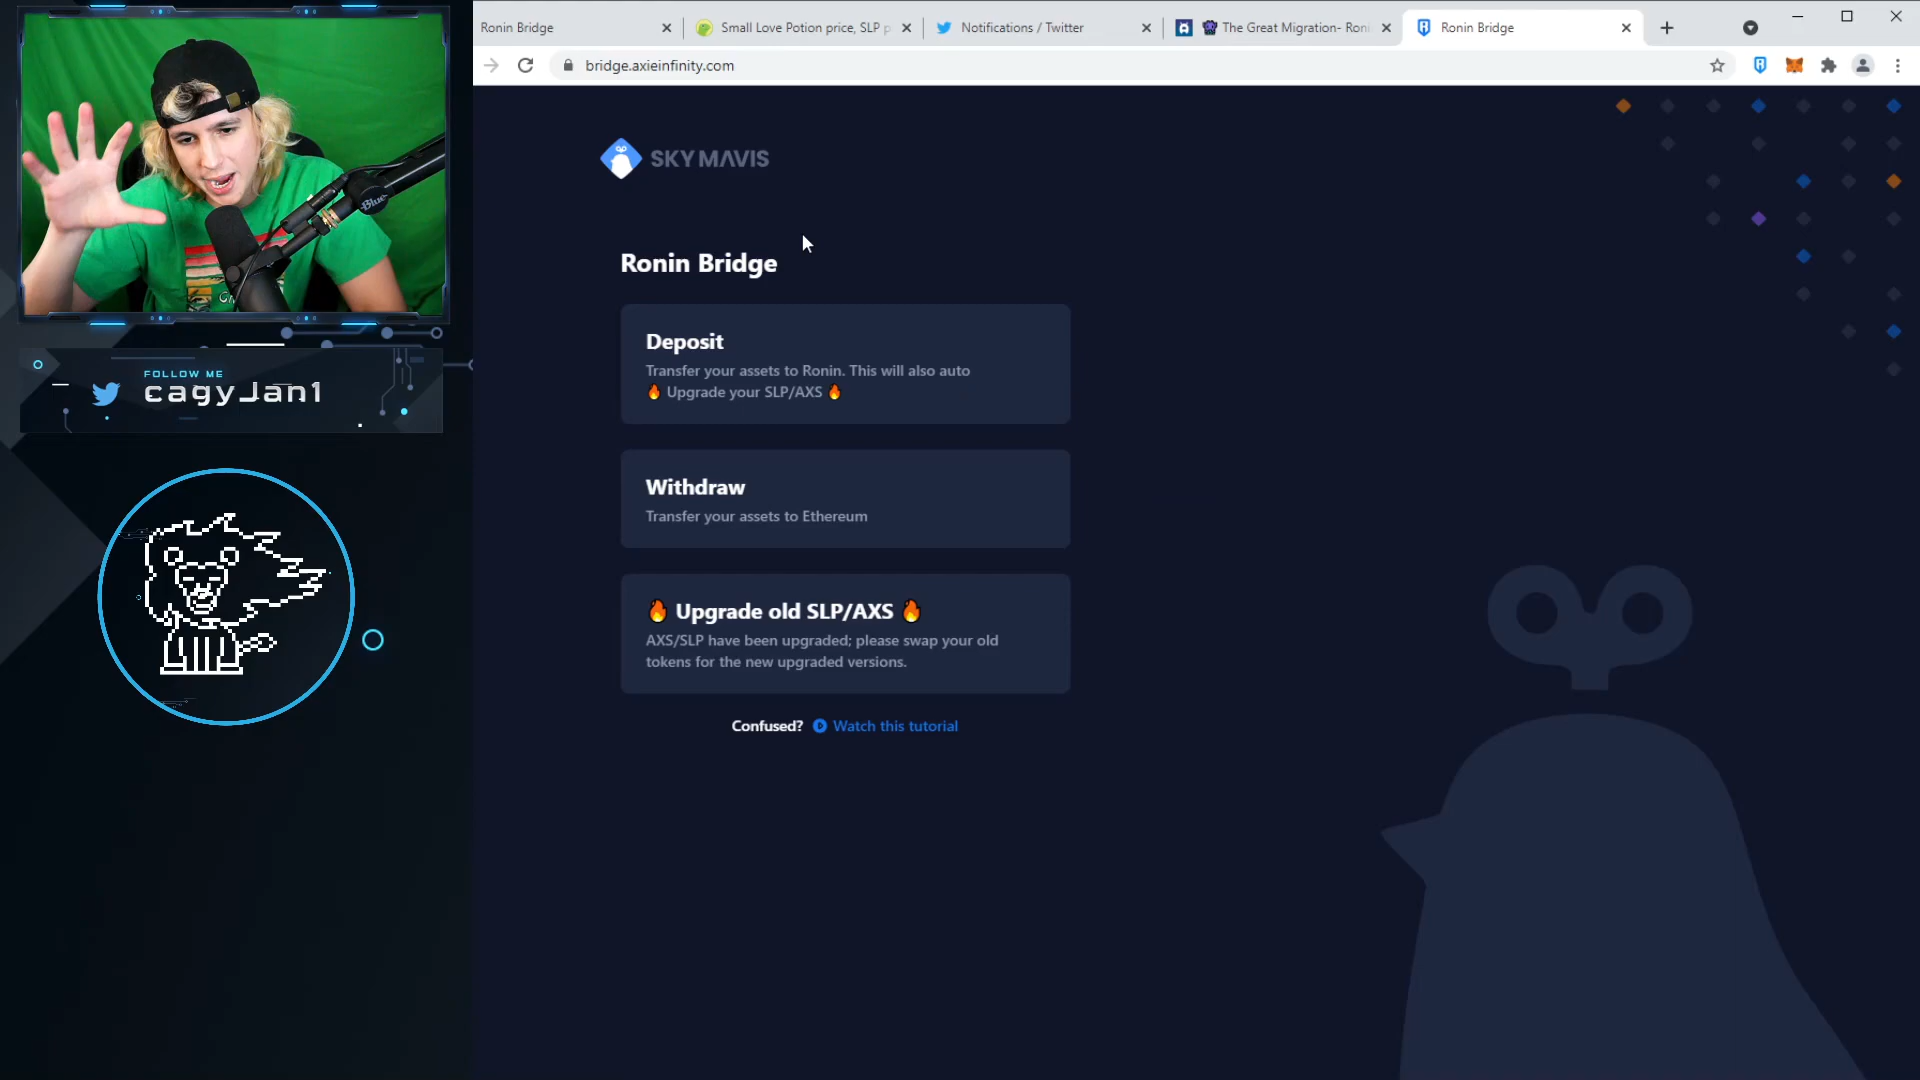 Ronin Bridge
Small Love Potion price, SLP p
Notifications / Twitter
The Great Migration- Roni
Ronin Bridge
bridge.axieinfinity.com
SKY MAVIS
Ronin Bridge
Deposit
Transfer your assets to Ronin. This will also auto
🔥 Upgrade your SLP/AXS 🔥
Withdraw
Transfer your assets to Ethereum
🔥 Upgrade old SLP/AXS 🔥
AXS/SLP have been upgraded; please swap your old
tokens for the new upgraded versions.
Confused? Watch this tutorial
FOLLOW ME
cagyJan1
Blue